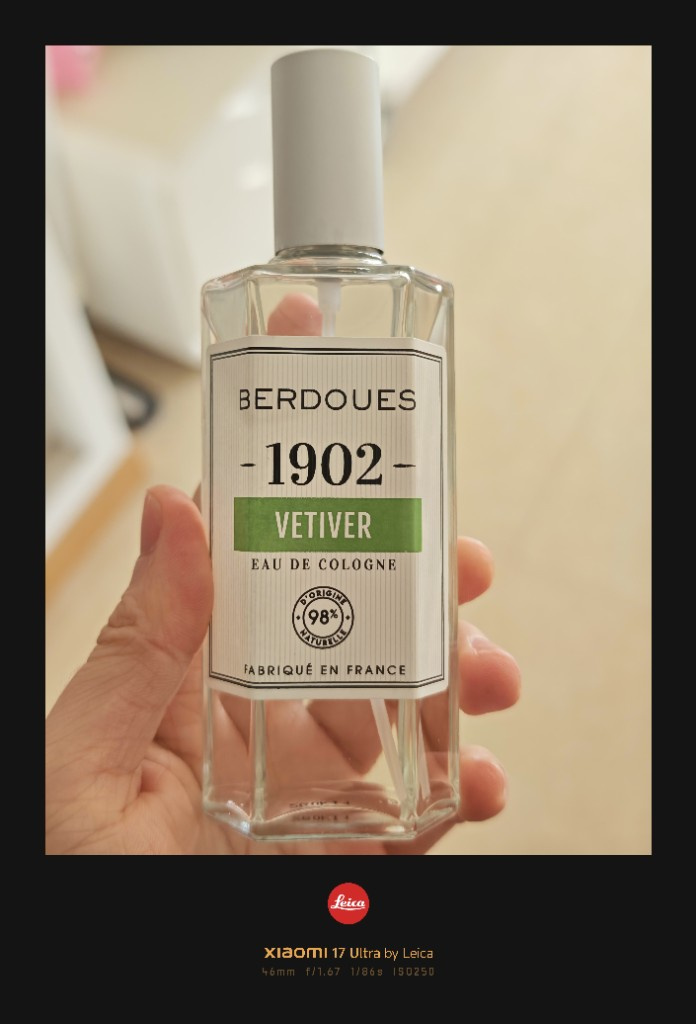 BERDOUES
-1902-
VETIVER
EAU DE COLOGNE
D'ORIGINE
98%
NATURELLE
FABRIQUÉ EN FRANCE
Leica
xiaomi 17 Ultra by Leica
46mm f/1.67 1/86s ISO250